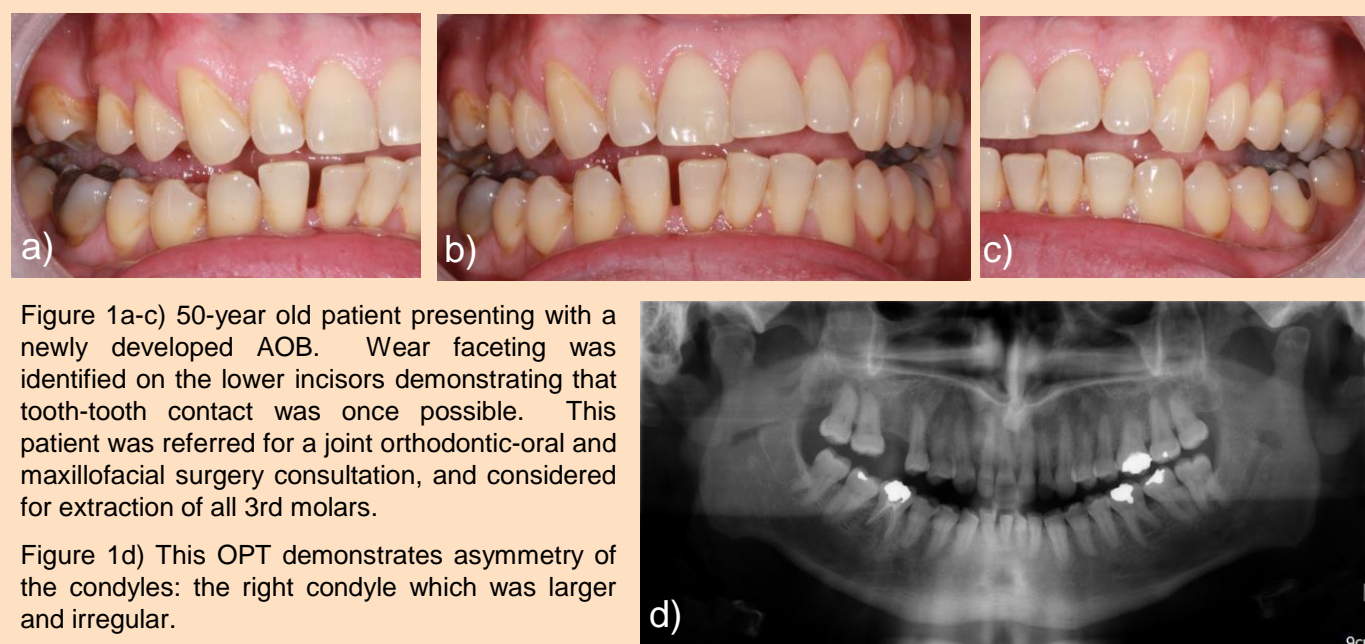 a)
b)
c)
Figure 1a-c) 50-year old patient presenting with a
newly developed AOB. Wear faceting was
identified on the lower incisors demonstrating that
tooth-tooth contact was once possible. This
patient was referred for a joint orthodontic-oral and
maxillofacial surgery consultation, and considered
for extraction of all 3rd molars.
Figure 1d) This OPT demonstrates asymmetry of
the condyles: the right condyle which was larger
and irregular.
d)